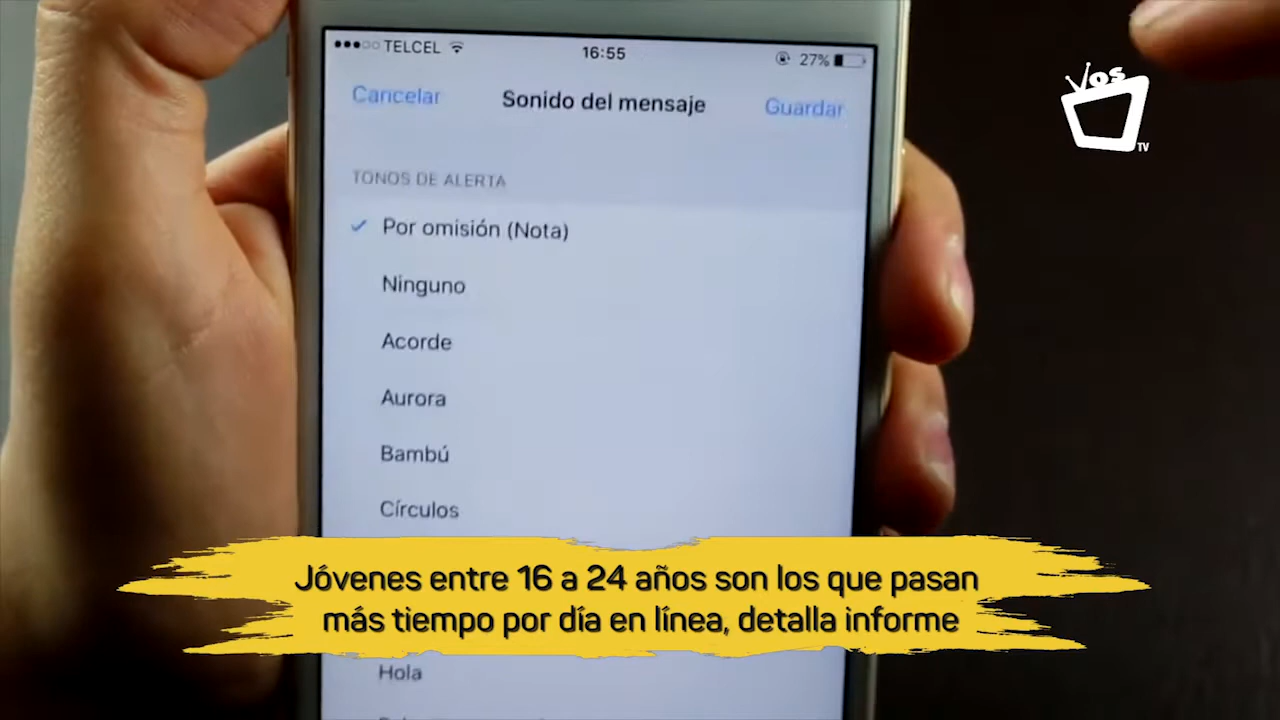 TELCEL 16:55 27%
Cancelar Sonido del mensaje Guardar
TONOS DE ALERTA
Por omisión (Nota)
Ninguno
Acorde
Aurora
Bambú
Círculos
Jóvenes entre 16 a 24 años son los que pasan
más tiempo por día en línea, detalla informe
Hola
VOS
TV